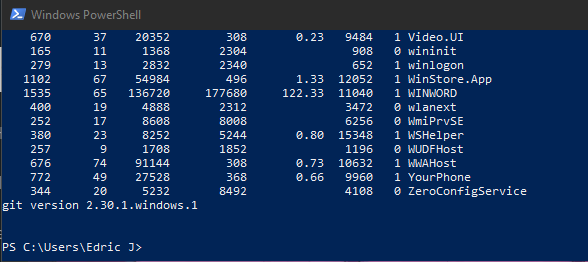 Windows PowerShell
670 37 20352 308 0.23 9484 1 Video.UI
165 11 1368 2304 908 0 wininit
279 13 2832 2340 652 1 winlogon
1102 67 54984 496 1.33 12052 1 WinStore.App
1535 65 136720 177680 122.33 11040 1 WINWORD
400 19 4888 2312 3472 0 wlanext
252 17 8608 8008 6256 0 WmiPrvSE
380 23 8252 5244 0.80 15348 1 WSHelper
257 9 1708 1852 1196 0 WUDFHost
676 74 91144 308 0.73 10632 1 WWAHost
772 49 27528 368 0.66 9960 1 YourPhone
344 20 5232 8492 4108 0 ZeroConfigService
git version 2.30.1.windows.1
PS C:\Users\Edric J>